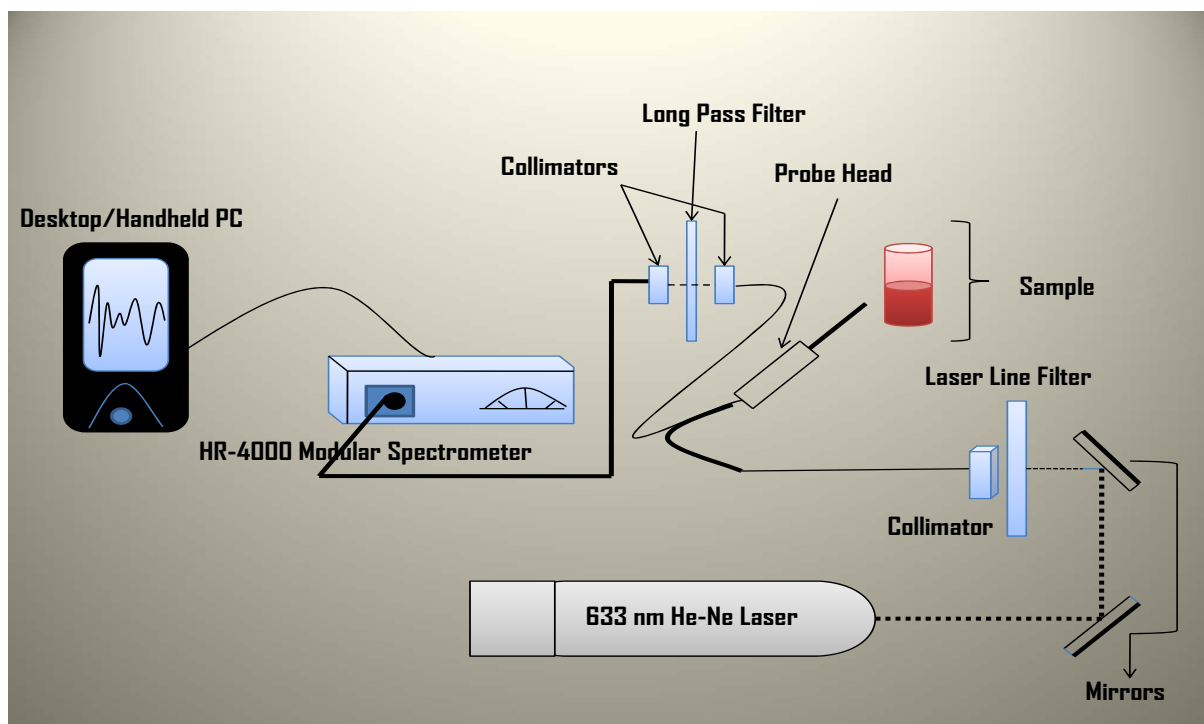 Long Pass Filter
Collimators
Probe Head
Desktop/Handheld PC
Sample
Laser Line Filter
HR-4000 Modular Spectrometer
Collimator
633 nm He-Ne Laser
Mirrors